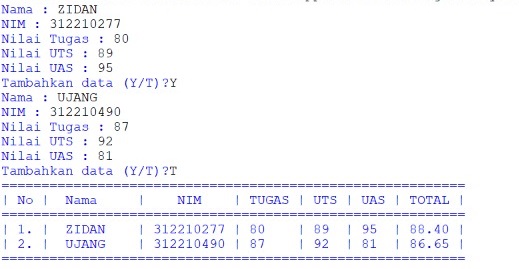 Nama : ZIDAN
NIM : 312210277
Nilai Tugas : 80
Nilai UTS : 89
Nilai UAS : 95
Tambahkan data (Y/T)?Y
Nama : UJANG
NIM : 312210490
Nilai Tugas : 87
Nilai UTS : 92
Nilai UAS : 81
Tambahkan data (Y/T)?T
==========================================================
| No |  Nama     |    NIM    | TUGAS | UTS | UAS | TOTAL |
==========================================================
| 1. |  ZIDAN    | 312210277 | 80    | 89  | 95  | 88.40 |
| 2. |  UJANG    | 312210490 | 87    | 92  | 81  | 86.65 |
==========================================================